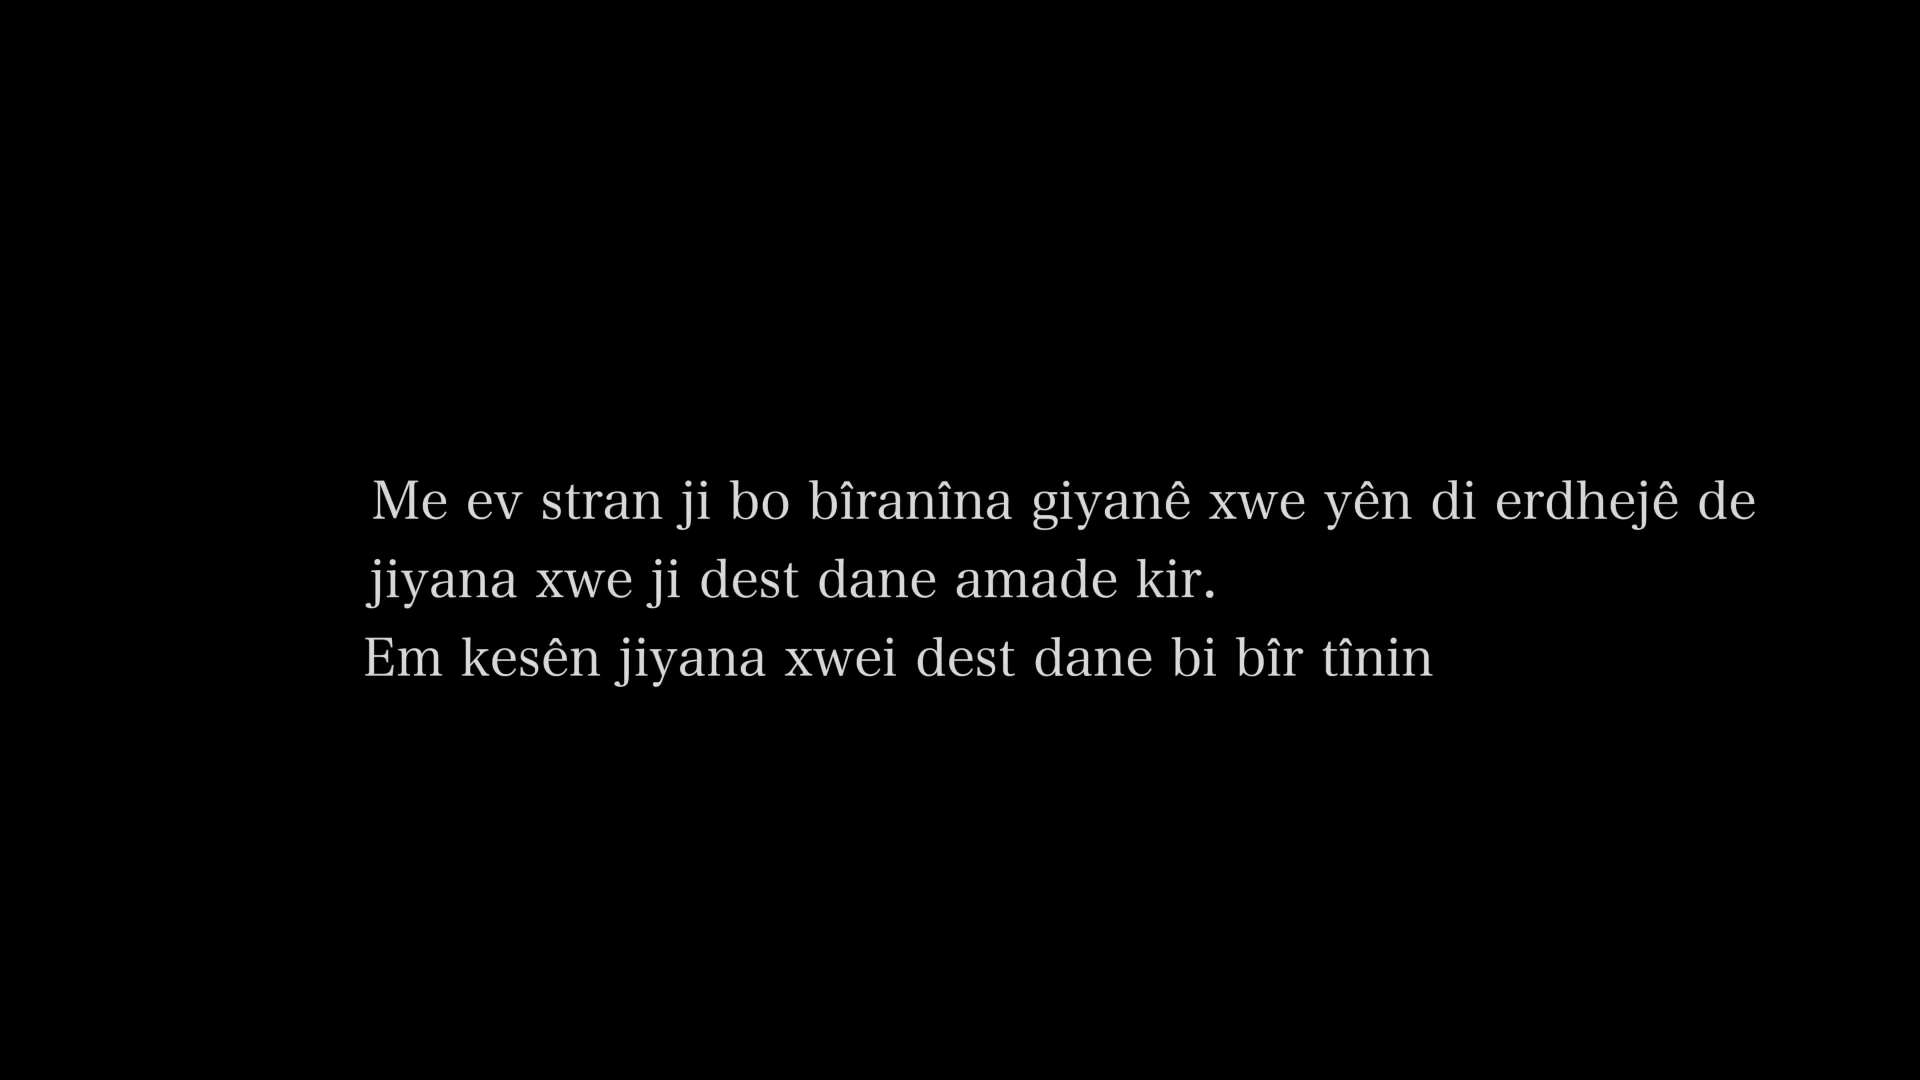 Me ev stran ji bo bîranîna giyanê xwe yên di erdhejê de
jiyana xwe ji dest dane amade kir.
Em kesên jiyana xwei dest dane bi bîr tînin